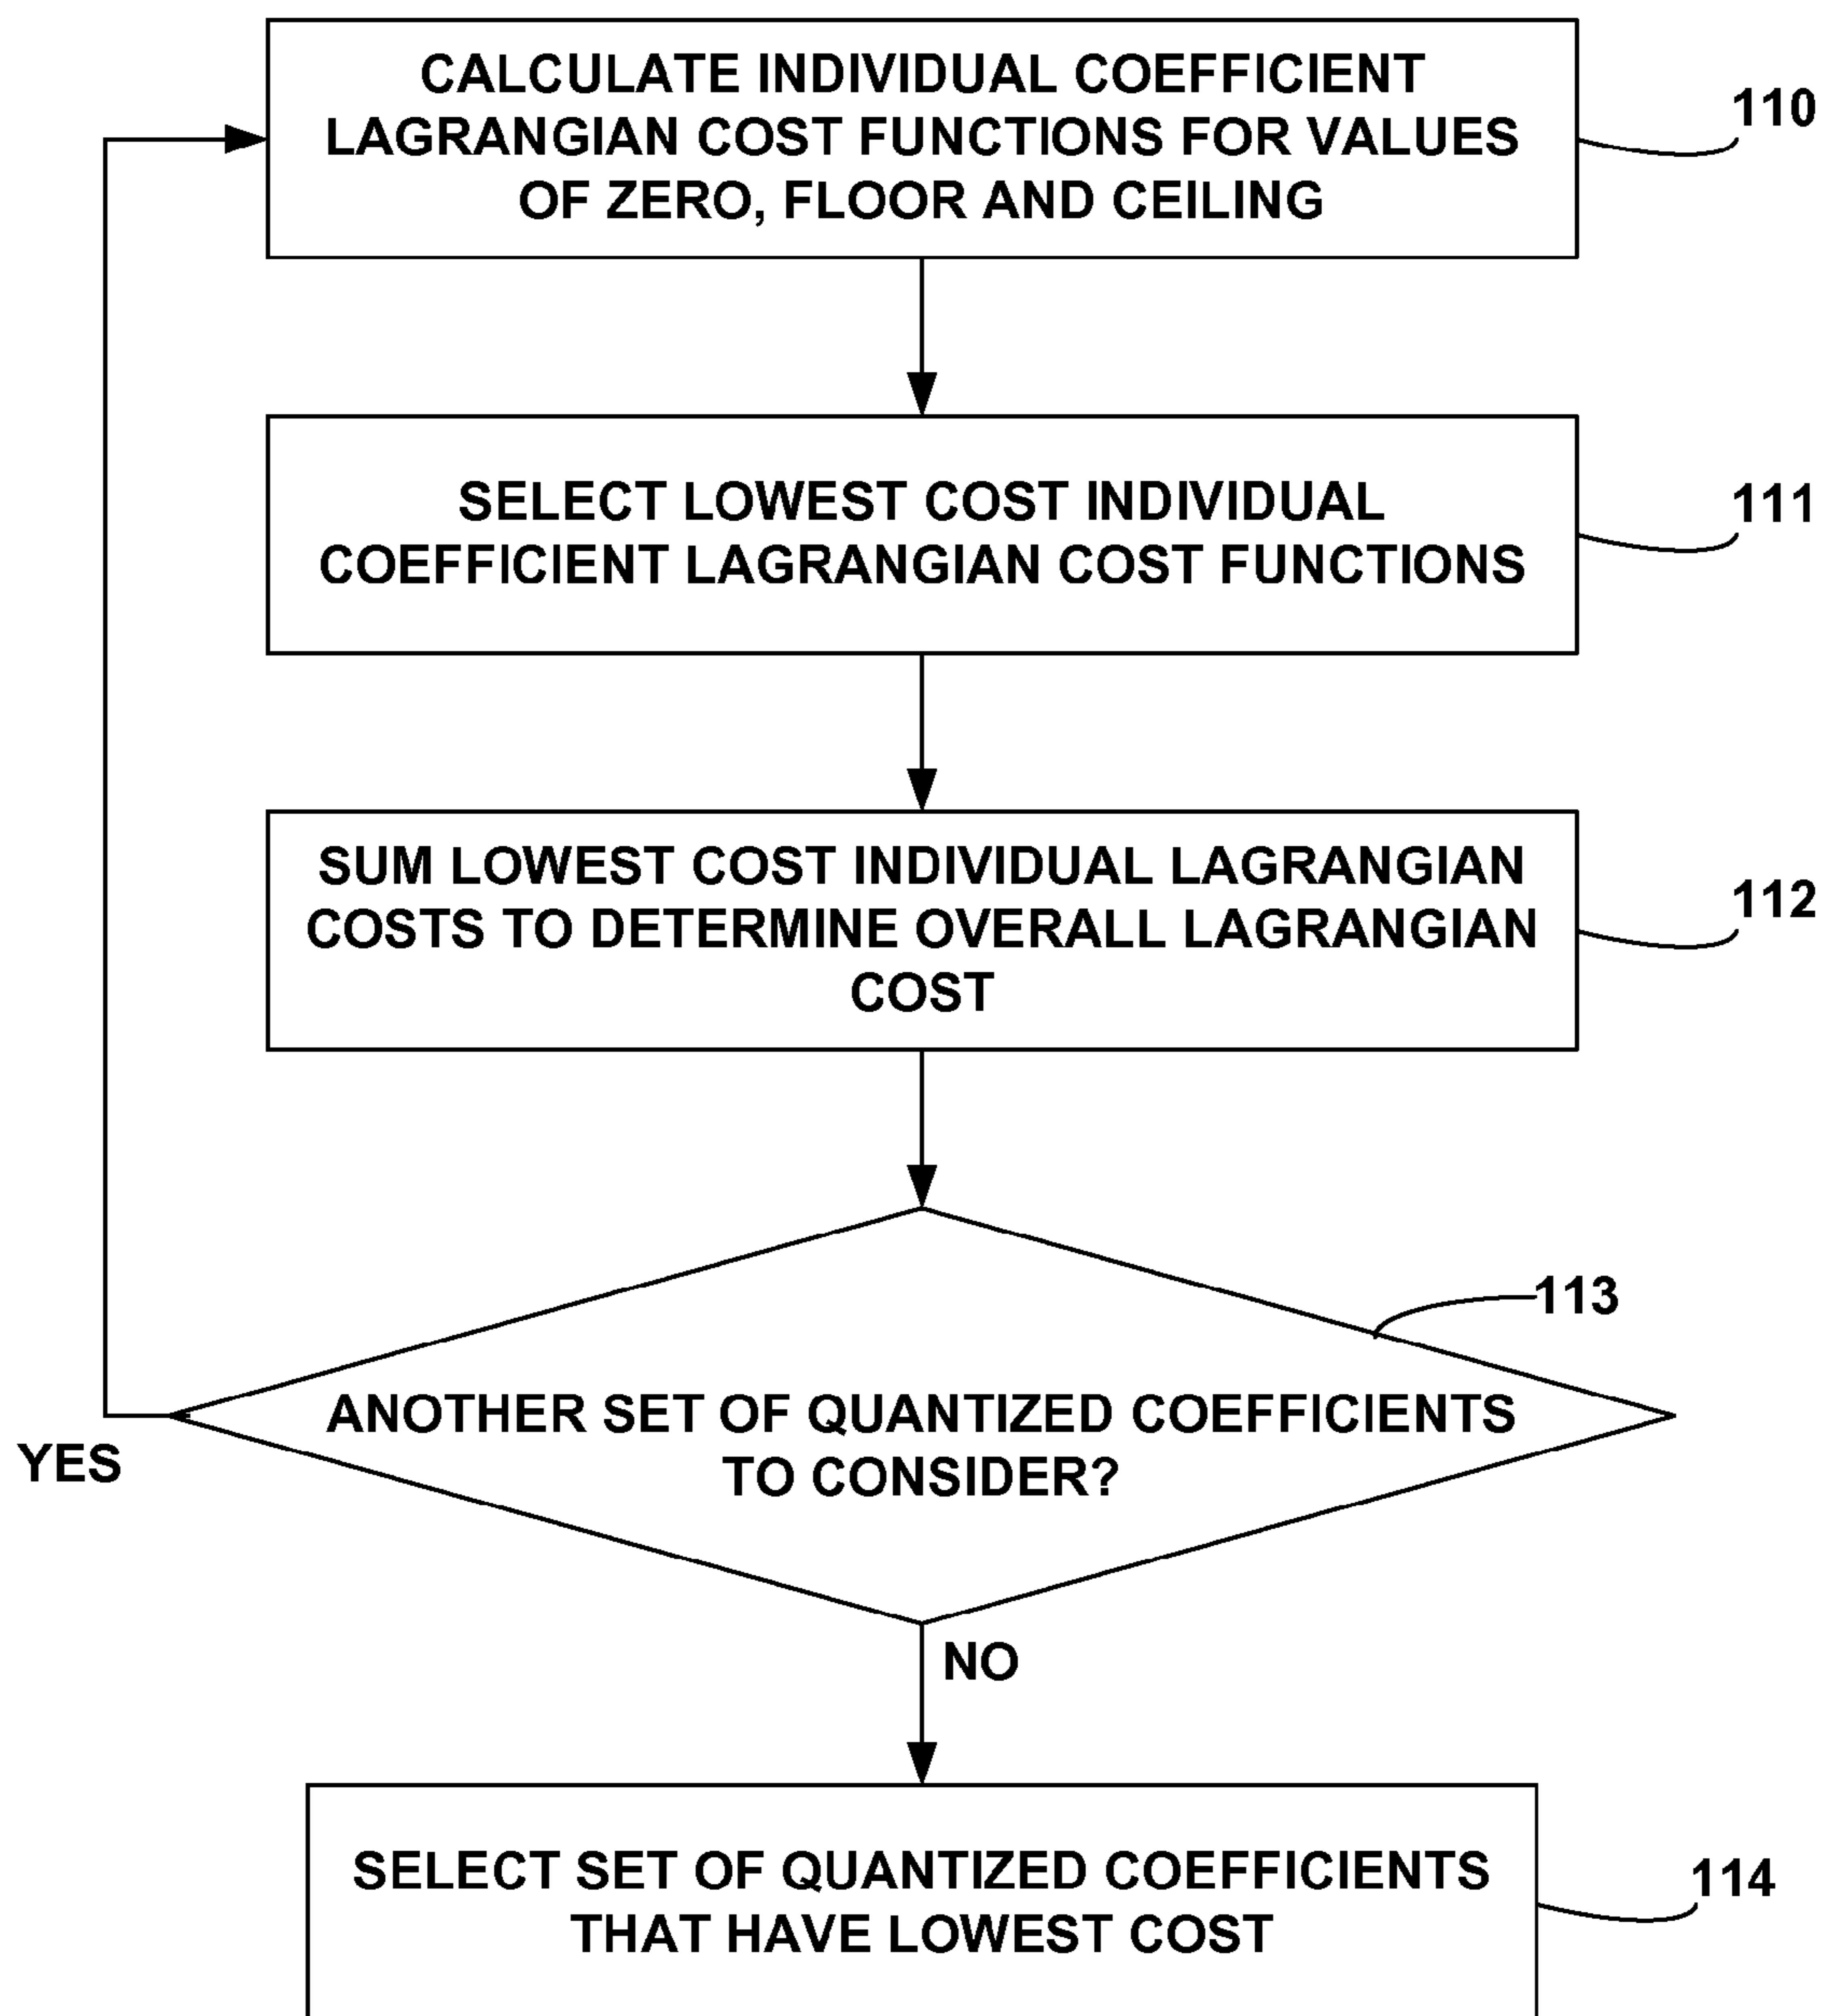 CALCULATE INDIVIDUAL COEFFICIENT
LAGRANGIAN COST FUNCTIONS FOR VALUES
OF ZERO, FLOOR AND CEILING
110
SELECT LOWEST COST INDIVIDUAL
COEFFICIENT LAGRANGIAN COST FUNCTIONS
111
SUM LOWEST COST INDIVIDUAL LAGRANGIAN
COSTS TO DETERMINE OVERALL LAGRANGIAN
COST
112
113
ANOTHER SET OF QUANTIZED COEFFICIENTS
TO CONSIDER?
YES
NO
SELECT SET OF QUANTIZED COEFFICIENTS
THAT HAVE LOWEST COST
114